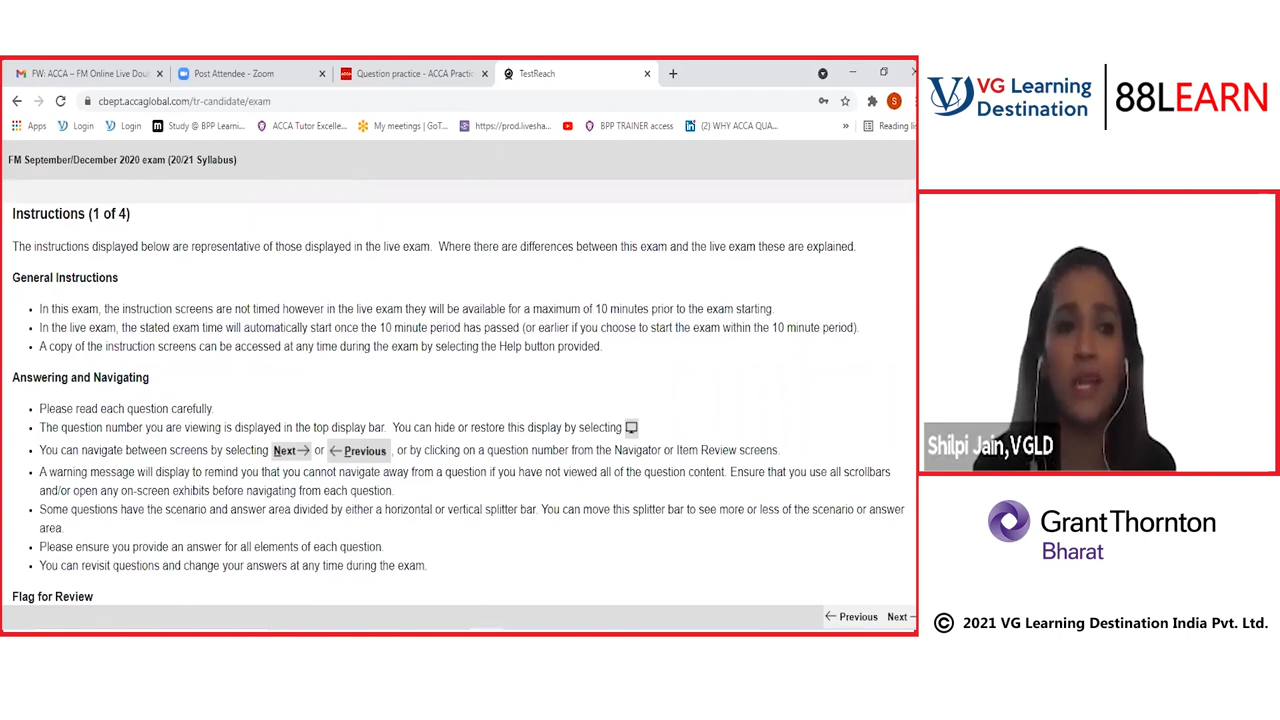 FW: ACCA – FM Online Live Dou
Post Attendee - Zoom
Question practice - ACCA Practic
TestReach
cbept.accaglobal.com/tr-candidate/exam
Apps
Login
Login
Study @ BPP Learni...
ACCA Tutor Excelle...
My meetings | GoT...
https://prod.livesha...
BPP TRAINER access
(2) WHY ACCA QUA...
»
Reading lis
FM September/December 2020 exam (20/21 Syllabus)
Instructions (1 of 4)
The instructions displayed below are representative of those displayed in the live exam. Where there are differences between this exam and the live exam these are explained.
General Instructions
• In this exam, the instruction screens are not timed however in the live exam they will be available for a maximum of 10 minutes prior to the exam starting.
• In the live exam, the stated exam time will automatically start once the 10 minute period has passed (or earlier if you choose to start the exam within the 10 minute period).
• A copy of the instruction screens can be accessed at any time during the exam by selecting the Help button provided.
Answering and Navigating
• Please read each question carefully.
• The question number you are viewing is displayed in the top display bar. You can hide or restore this display by selecting
• You can navigate between screens by selecting Next→ or ←Previous, or by clicking on a question number from the Navigator or Item Review screens.
• A warning message will display to remind you that you cannot navigate away from a question if you have not viewed all of the question content. Ensure that you use all scrollbars
and/or open any on-screen exhibits before navigating from each question.
• Some questions have the scenario and answer area divided by either a horizontal or vertical splitter bar. You can move this splitter bar to see more or less of the scenario or answer
area.
• Please ensure you provide an answer for all elements of each question.
• You can revisit questions and change your answers at any time during the exam.
Flag for Review
← Previous Next
VG Learning
Destination
88LEARN
Shilpi Jain, VGLD
Grant Thornton
Bharat
© 2021 VG Learning Destination India Pvt. Ltd.